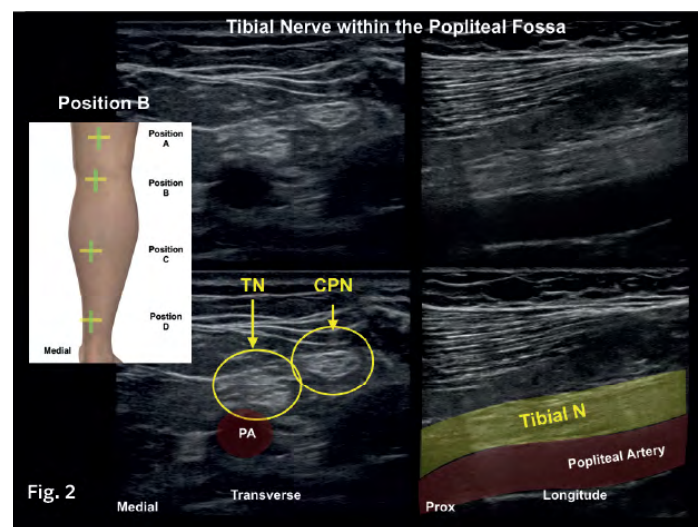 Tibial Nerve within the Popliteal Fossa
Position B
Position
A
Position
B
Position
C
Postion
D
Medial
TN
CPN
PA
Tibial N
Popliteal Artery
Fig. 2
Medial
Transverse
Prox
Longitude